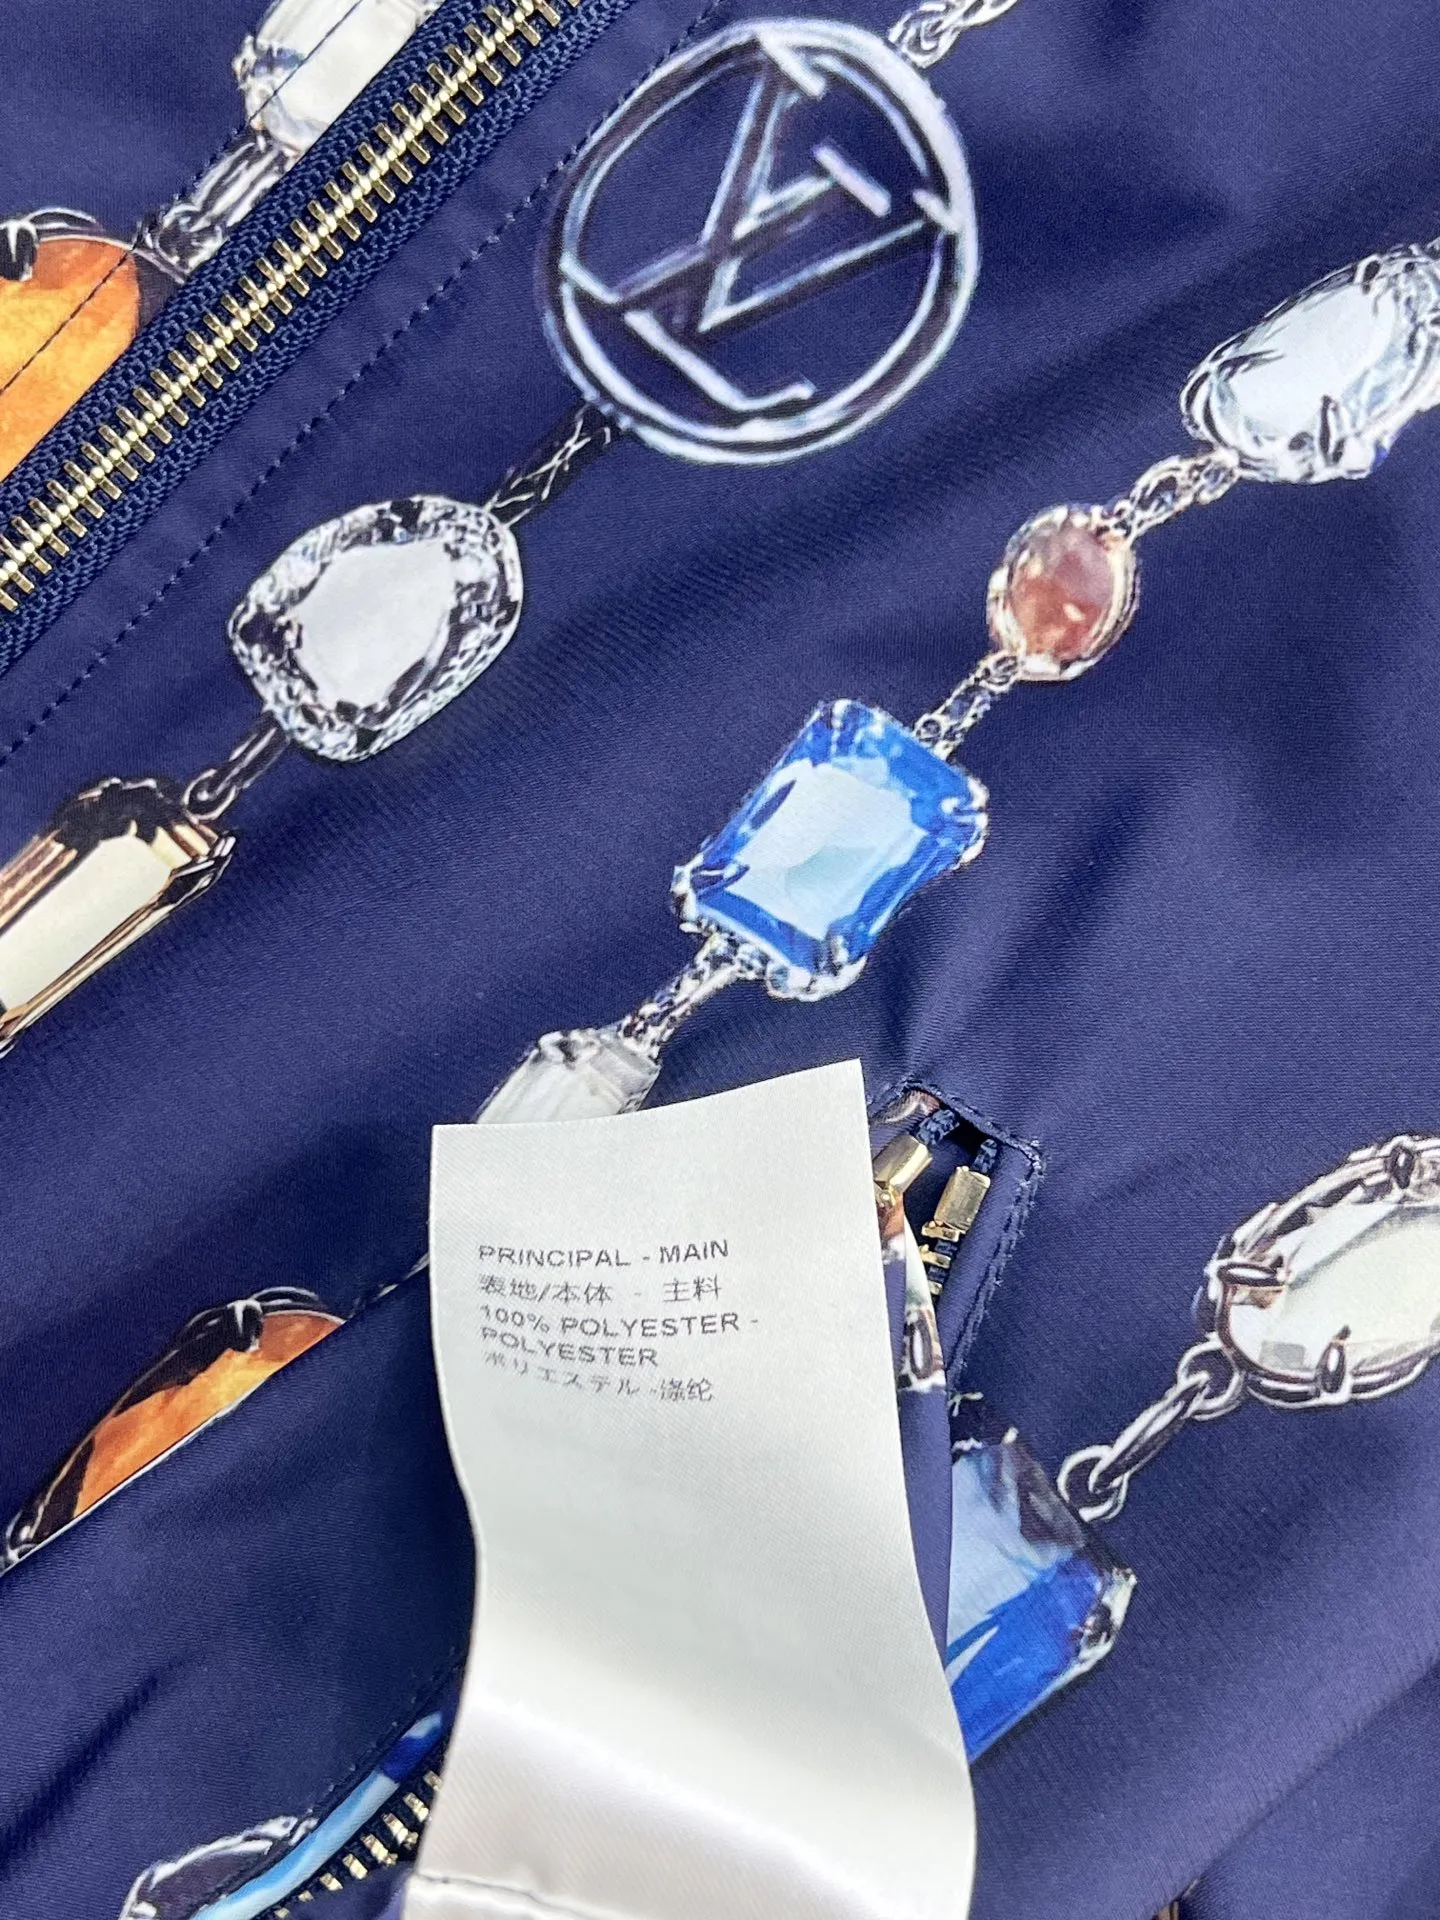 LV
PRINCIPAL - MAIN
表地/本体 - 主料
100% POLYESTER -
POLYESTER
ポリエステル -涤纶